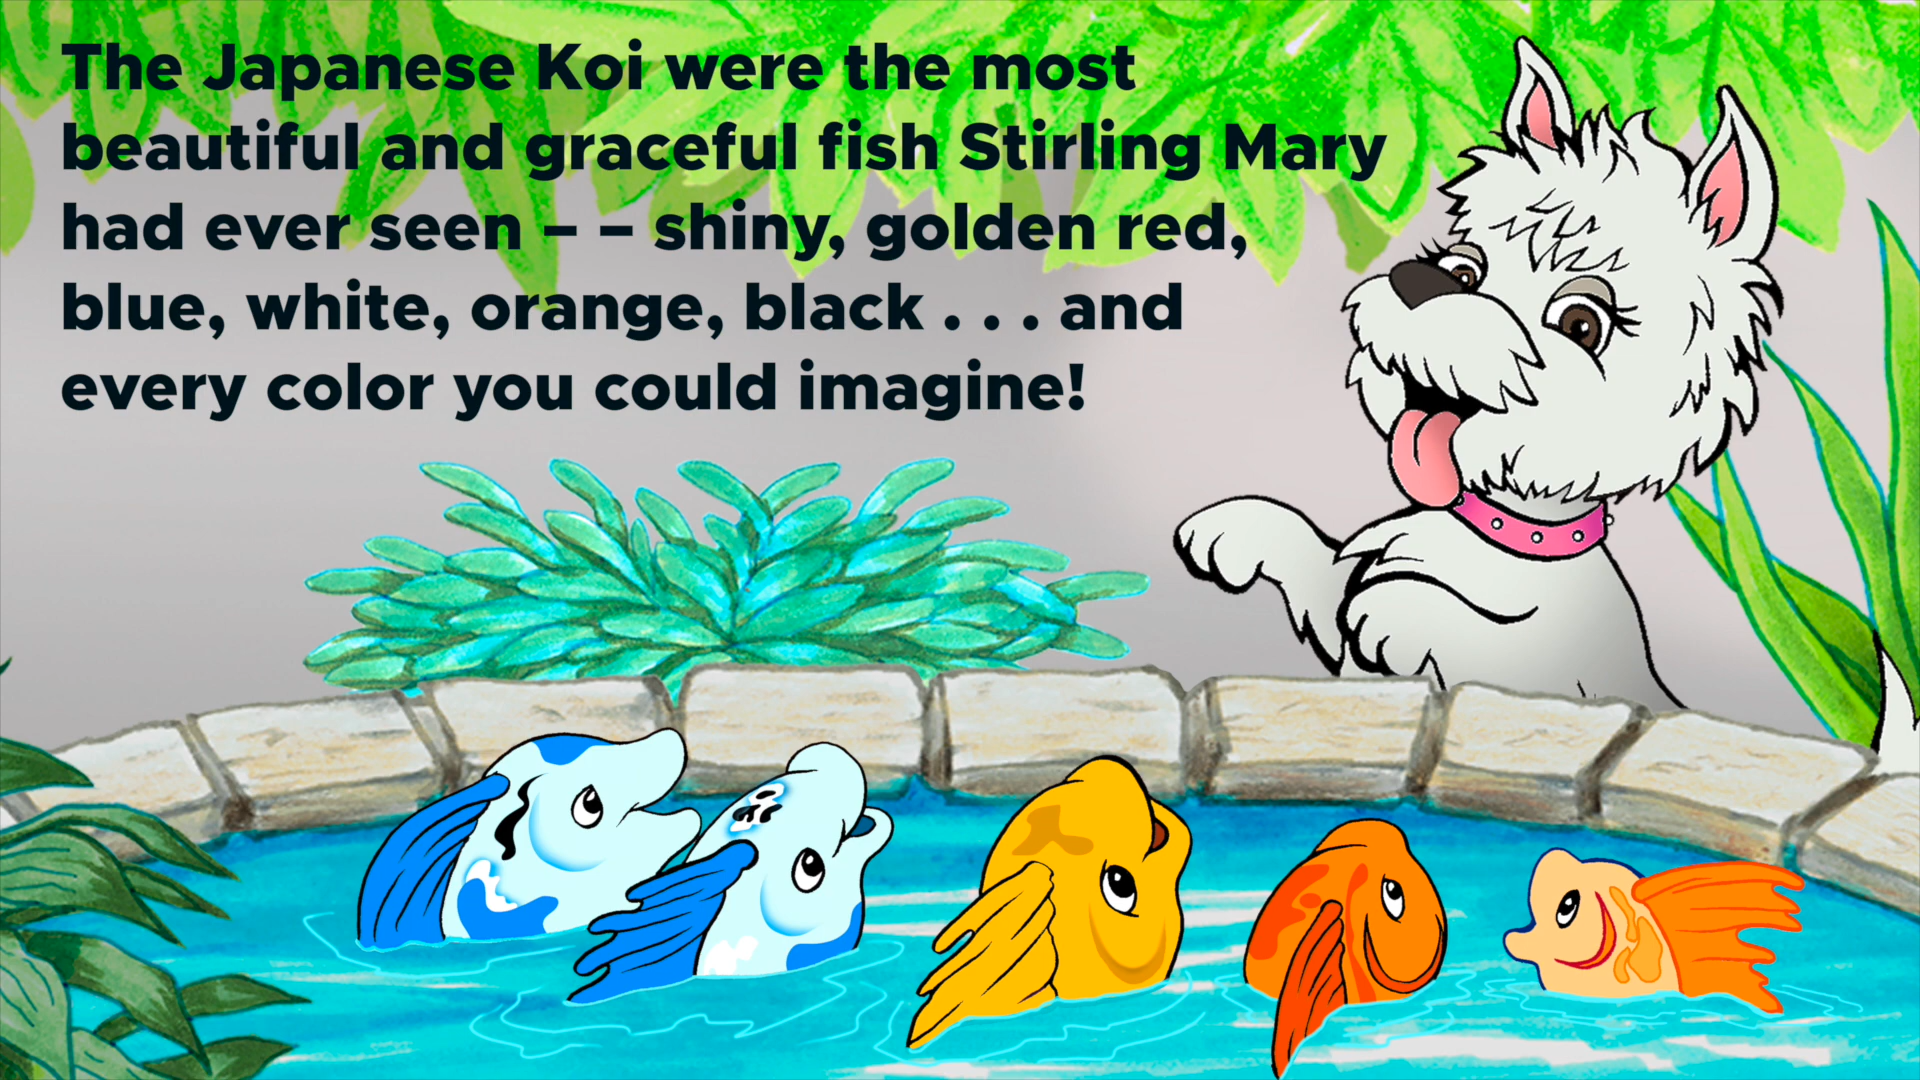 The Japanese Koi were the most
beautiful and graceful fish Stirling Mary
had ever seen – – shiny, golden red,
blue, white, orange, black . . . and
every color you could imagine!